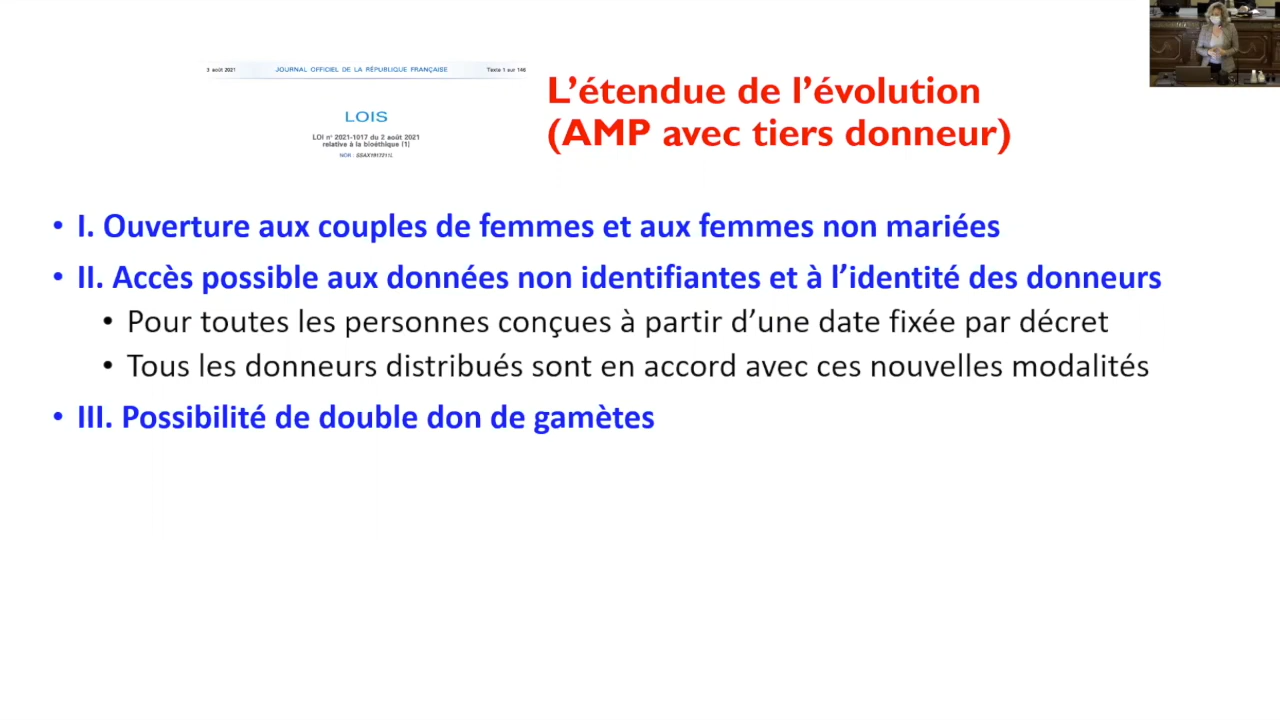 3 août 2021 JOURNAL OFFICIEL DE LA RÉPUBLIQUE FRANÇAISE Texte 1 sur 146
LOIS
LOI nº 2021-1017 du 2 août 2021
relative à la bioéthique (1)
NOR :
L’étendue de l’évolution
(AMP avec tiers donneur)
• I. Ouverture aux couples de femmes et aux femmes non mariées
• II. Accès possible aux données non identifiantes et à l’identité des donneurs
• Pour toutes les personnes conçues à partir d’une date fixée par décret
• Tous les donneurs distribués sont en accord avec ces nouvelles modalités
• III. Possibilité de double don de gamètes